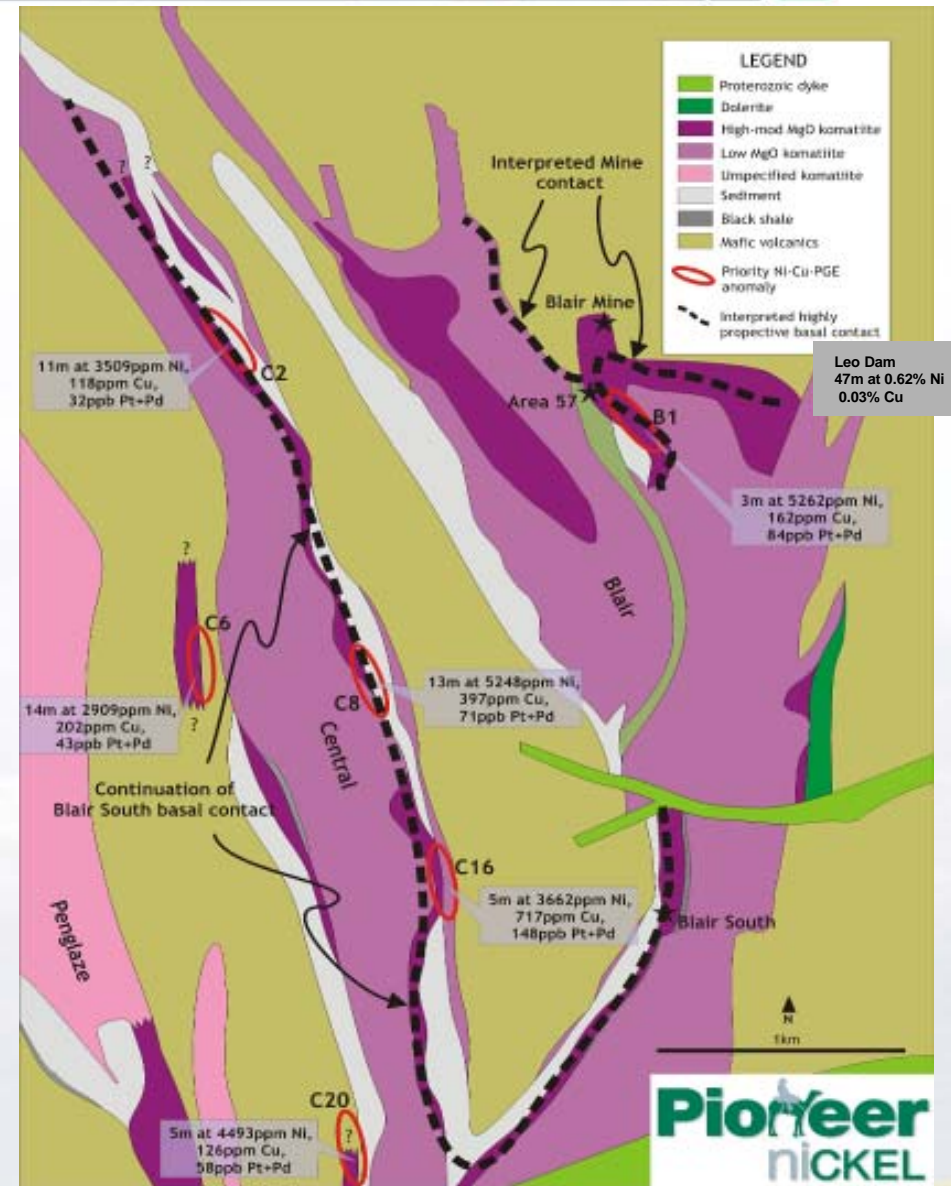 LEGEND
Proterozoic dyke
Dolerite
High-mod MgO komatiite
Low MgO komatiite
Unspecified komatiite
Sediment
Black shale
Mafic volcanics
Priority Ni-Cu-PGE
anomaly
Interpreted highly
propective basal contact
Interpreted Mine
contact
? ?
Blair Mine
Leo Dam
47m at 0.62% Ni
0.03% Cu
11m at 3509ppm Ni,
118ppm Cu,
32ppb Pt+Pd
C2
Area 57
B1
3m at 5262ppm Ni,
162ppm Cu,
84ppb Pt+Pd
?
Blair
C6
14m at 2909ppm Ni,
202ppm Cu,
43ppb Pt+Pd
?
C8
13m at 5248ppm Ni,
397ppm Cu,
71ppb Pt+Pd
Central
Continuation of
Blair South basal contact
C16
5m at 3662ppm Ni,
717ppm Cu,
148ppb Pt+Pd
Blair South
Penglaze
N
1km
C20
?
5m at 4493ppm Ni,
126ppm Cu,
58ppb Pt+Pd
Pioneer
niCKEL